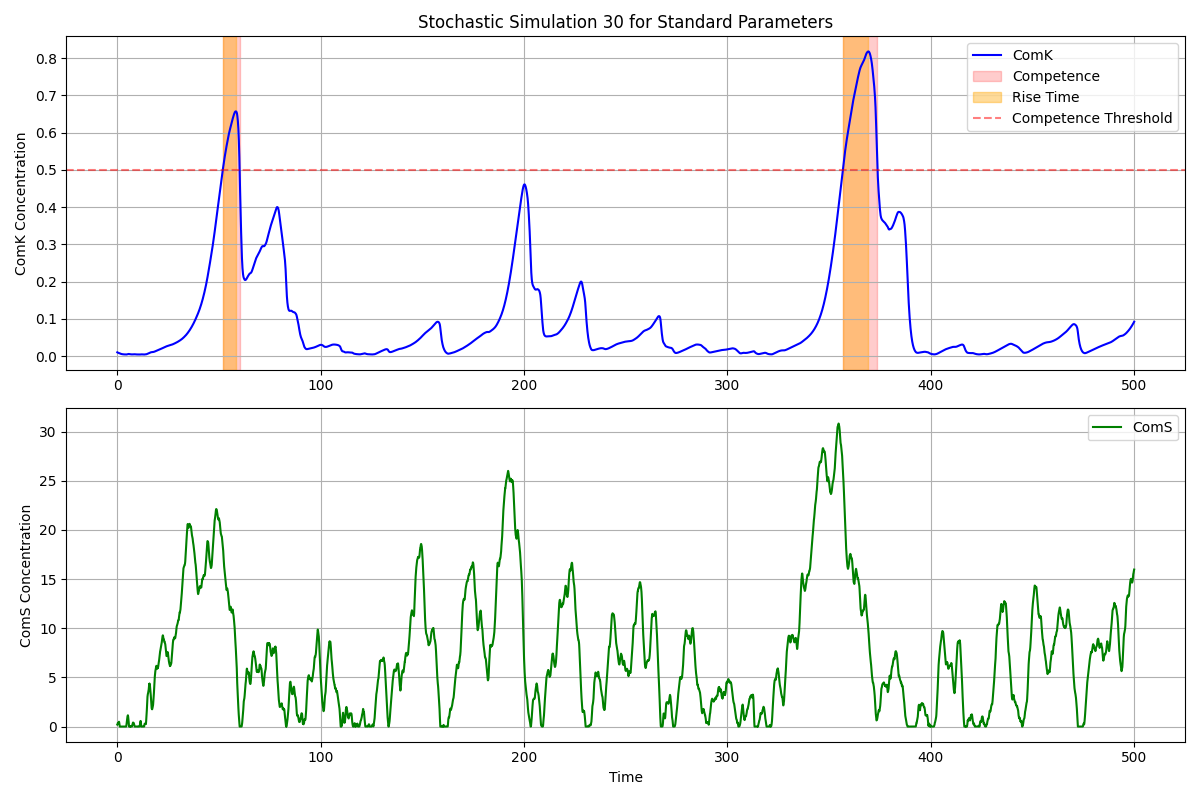 Stochastic Simulation 30 for Standard Parameters
ComK Concentration
0.8
0.7
0.6
0.5
0.4
0.3
0.2
0.1
0.0
ComK
Competence
Rise Time
Competence Threshold
0 100 200 300 400 500
ComS Concentration
30
25
20
15
10
5
0
ComS
0 100 200 300 400 500
Time